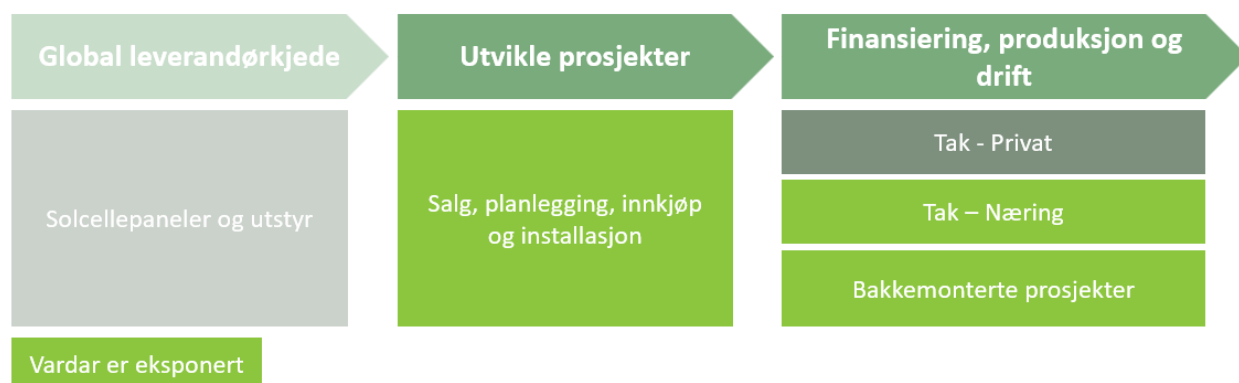 Global leverandørkjede
Utvikle prosjekter
Finansiering, produksjon og
drift
Solcellepaneler og utstyr
Salg, planlegging, innkjøp
og installasjon
Tak - Privat
Tak – Næring
Bakkemonterte prosjekter
Vardar er eksponert